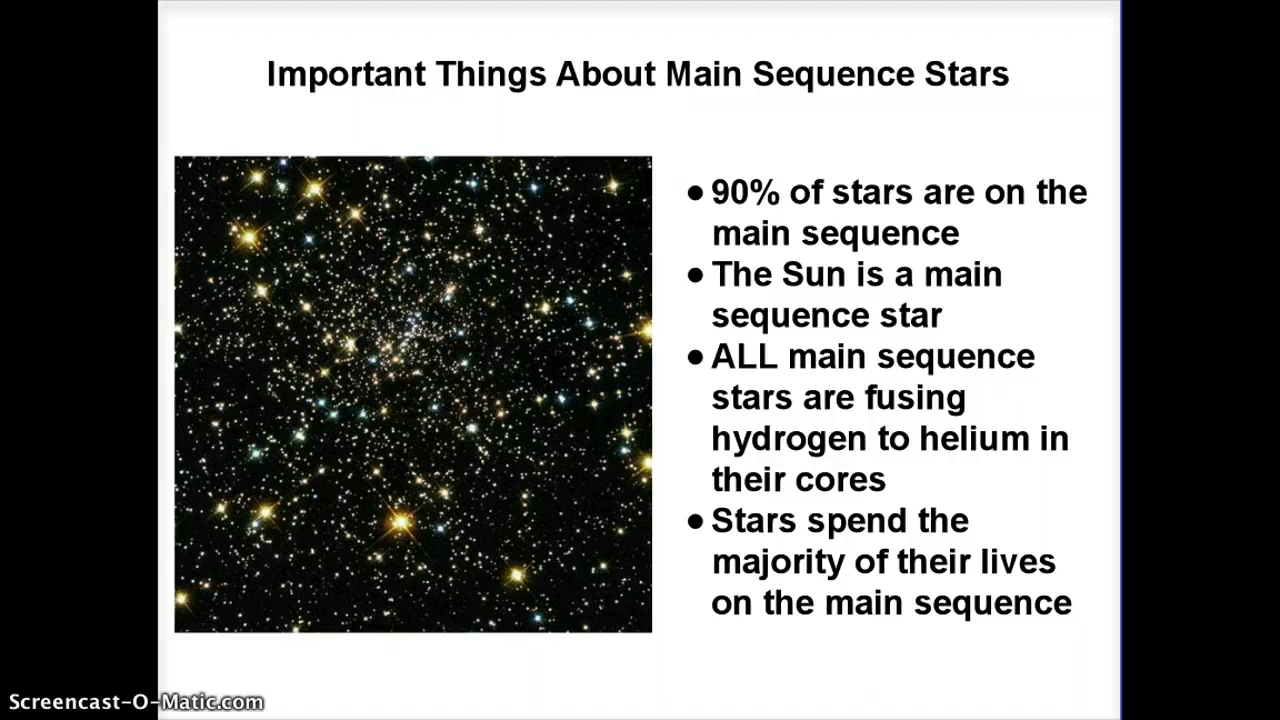 Important Things About Main Sequence Stars
● 90% of stars are on the
main sequence
● The Sun is a main
sequence star
● ALL main sequence
stars are fusing
hydrogen to helium in
their cores
● Stars spend the
majority of their lives
on the main sequence
Screencast-O-Matic.com